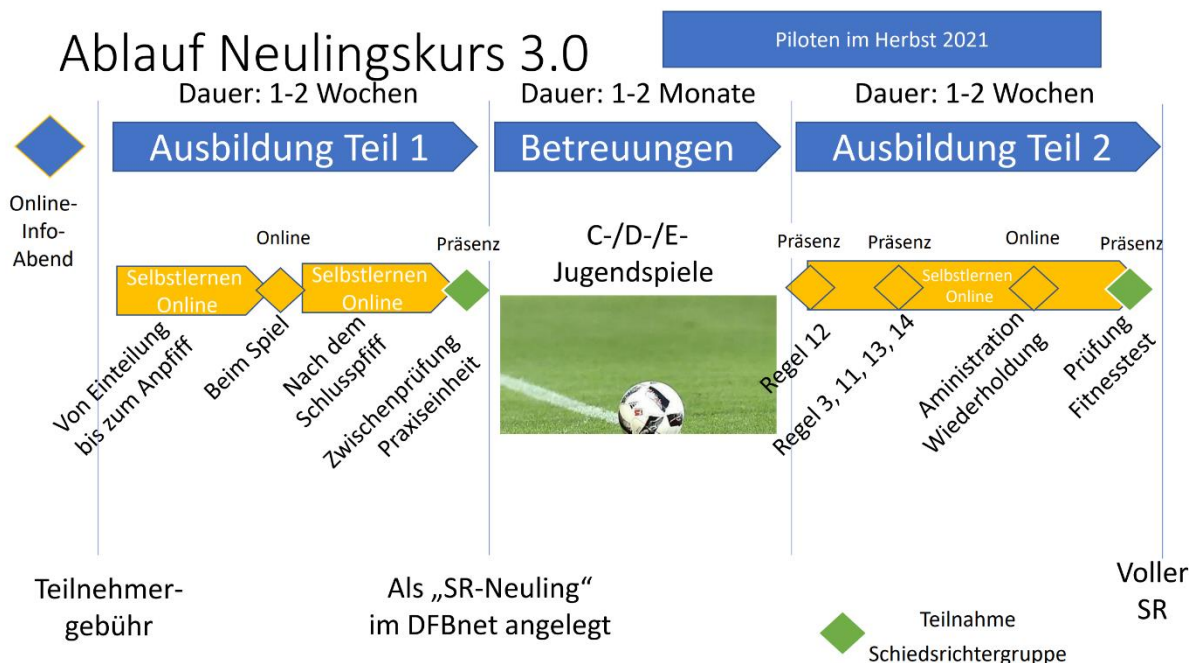 Ablauf Neulingskurs 3.0
Piloten im Herbst 2021
Dauer: 1-2 Wochen
Dauer: 1-2 Monate
Dauer: 1-2 Wochen
Ausbildung Teil 1
Betreuungen
Ausbildung Teil 2
Online-
Info-
Abend
Online
Präsenz
C-/D-/E-
Jugendspiele
Präsenz
Präsenz
Online
Präsenz
Selbstlernen
Online
Selbstlernen
Online
Selbstlernen
Online
Von Einteilung
bis zum Anpfiff
Beim Spiel
Nach dem
Schlusspfiff
Zwischenprüfung
Praxiseinheit
Regel 12
Regel 3, 11, 13, 14
Aministration
Wiederholdung
Prüfung
Fitnesstest
Teilnehmer-
gebühr
Als „SR-Neuling“
im DFBnet angelegt
Voller
SR
Teilnahme
Schiedsrichtergruppe